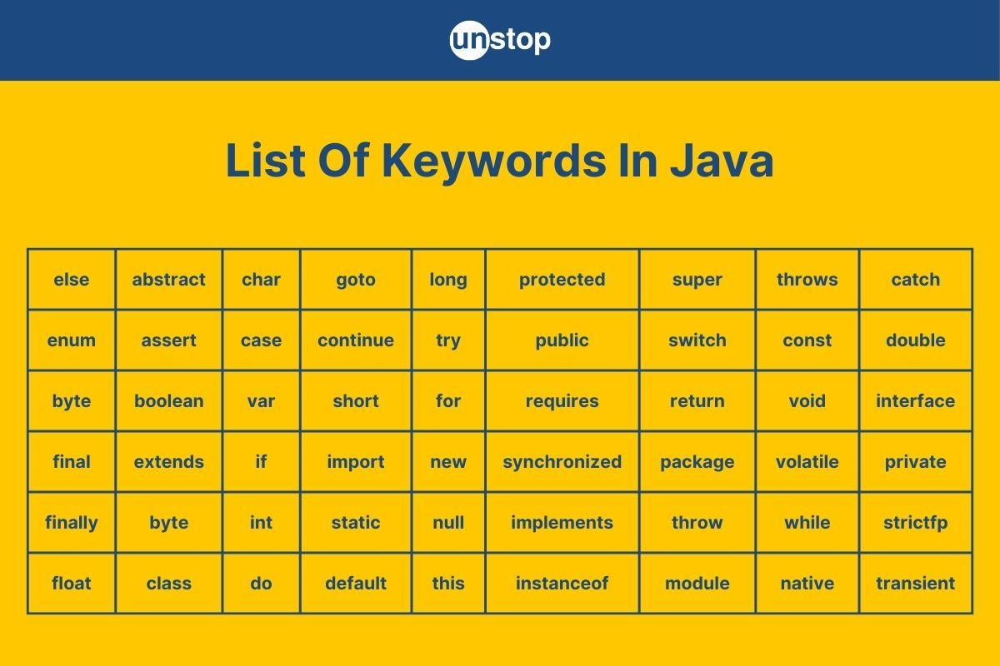 unstop
List Of Keywords In Java
else abstract char goto long protected super throws catch
enum assert case continue try public switch const double
byte boolean var short for requires return void interface
final extends if import new synchronized package volatile private
finally byte int static null implements throw while strictfp
float class do default this instanceof module native transient